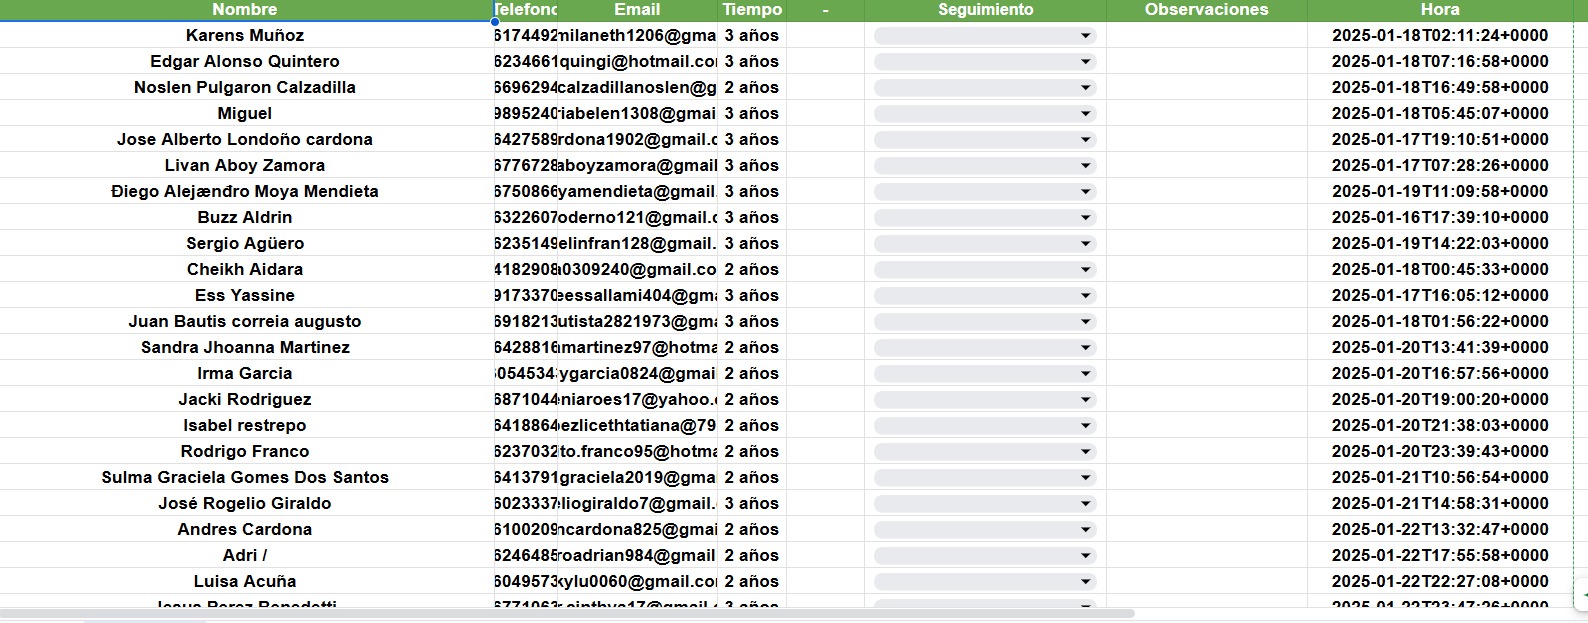 Nombre Telefono Email Tiempo - Seguimiento Observaciones Hora
Karens Muñoz 6174492 milaneth1206@gma 3 años 2025-01-18T02:11:24+0000
Edgar Alonso Quintero 6234661 quingi@hotmail.co 3 años 2025-01-18T07:16:58+0000
Noslen Pulgaron Calzadilla 6696294 calzadillanoslen@g 2 años 2025-01-18T16:49:58+0000
Miguel 9895240 riabelen1308@gmai 3 años 2025-01-18T05:45:07+0000
Jose Alberto Londoño cardona 6427589 rdona1902@gmail.c 3 años 2025-01-17T19:10:51+0000
Livan Aboy Zamora 6776728 aboyzamora@gmail 3 años 2025-01-17T07:28:26+0000
Ðiego Alejænđro Moya Mendieta 6750866 yamendieta@gmail. 3 años 2025-01-19T11:09:58+0000
Buzz Aldrin 6322607 oderno121@gmail.c 3 años 2025-01-16T17:39:10+0000
Sergio Agüero 6235149 elinfran128@gmail. 3 años 2025-01-19T14:22:03+0000
Cheikh Aidara 4182908 0309240@gmail.co 2 años 2025-01-18T00:45:33+0000
Ess Yassine 9173370 eessallami404@gma 3 años 2025-01-17T16:05:12+0000
Juan Bautis correia augusto 6918213 utista2821973@gma 3 años 2025-01-18T01:56:22+0000
Sandra Jhoanna Martinez 6428816 martinez97@hotma 2 años 2025-01-20T13:41:39+0000
Irma Garcia 054534 ygarcia0824@gmai 2 años 2025-01-20T16:57:56+0000
Jacki Rodriguez 6871044 niaroes17@yahoo. 2 años 2025-01-20T19:00:20+0000
Isabel restrepo 6418864 ezlicethtatiana@79 2 años 2025-01-20T21:38:03+0000
Rodrigo Franco 6237032 to.franco95@hotma 2 años 2025-01-20T23:39:43+0000
Sulma Graciela Gomes Dos Santos 6413791 graciela2019@gma 2 años 2025-01-21T10:56:54+0000
José Rogelio Giraldo 6023337 liogiraldo7@gmail. 3 años 2025-01-21T14:58:31+0000
Andres Cardona 6100209 ncardona825@gmai 2 años 2025-01-22T13:32:47+0000
Adri / 6246485 roadrian984@gmail 2 años 2025-01-22T17:55:58+0000
Luisa Acuña 6049573 kylu0060@gmail.co 2 años 2025-01-22T22:27:08+0000